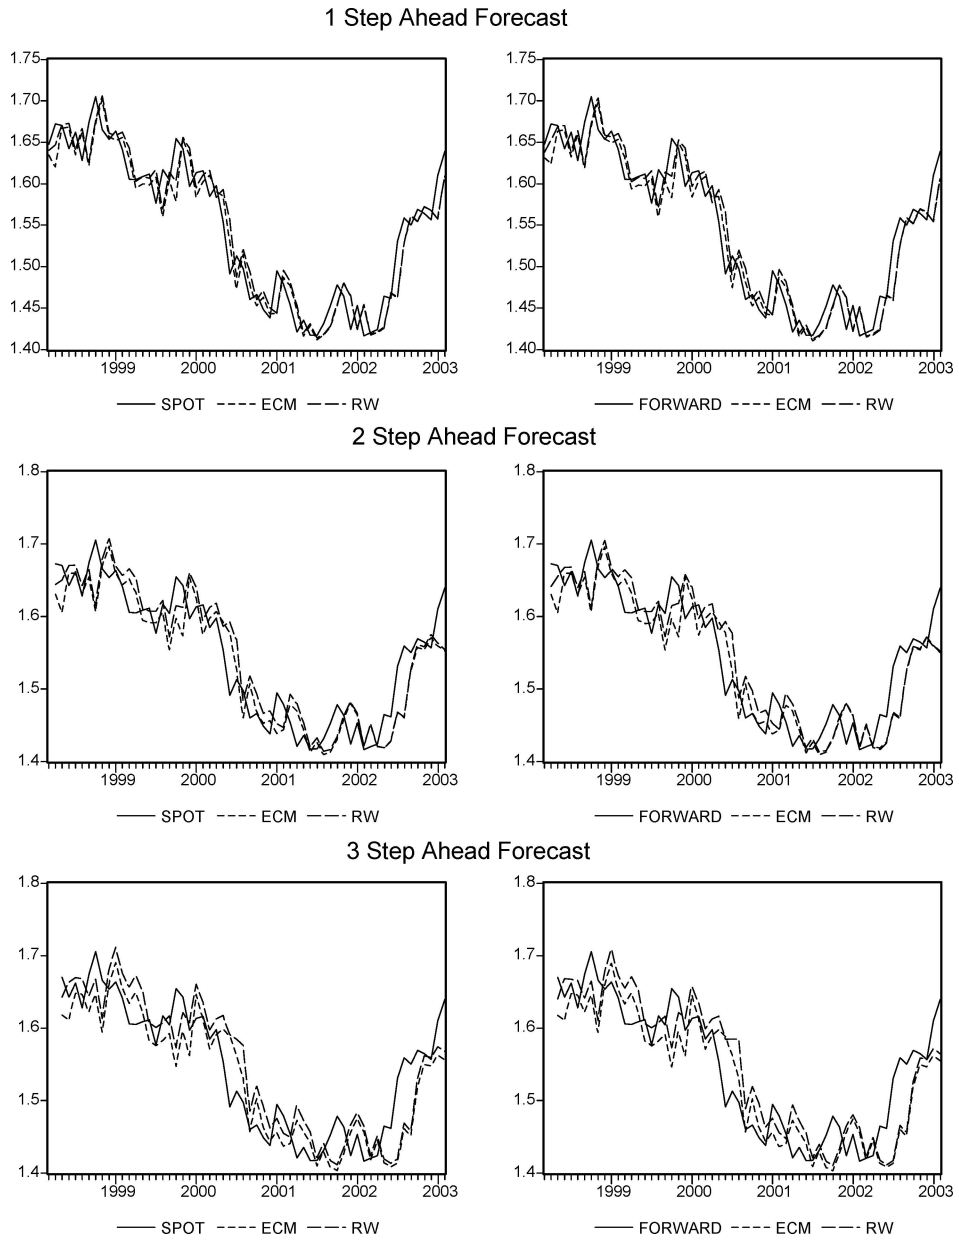 1 Step Ahead Forecast
1.75 1.75
1.70 1.70
1.65 1.65
1.60 1.60
1.55 1.55
1.50 1.50
1.45 1.45
1.40 1.40
1999 2000 2001 2002 2003 1999 2000 2001 2002 2003
SPOT ECM RW FORWARD ECM RW
2 Step Ahead Forecast
1.8 1.8
1.7 1.7
1.6 1.6
1.5 1.5
1.4 1.4
1999 2000 2001 2002 2003 1999 2000 2001 2002 2003
SPOT ECM RW FORWARD ECM RW
3 Step Ahead Forecast
1.8 1.8
1.7 1.7
1.6 1.6
1.5 1.5
1.4 1.4
1999 2000 2001 2002 2003 1999 2000 2001 2002 2003
SPOT ECM RW FORWARD ECM RW